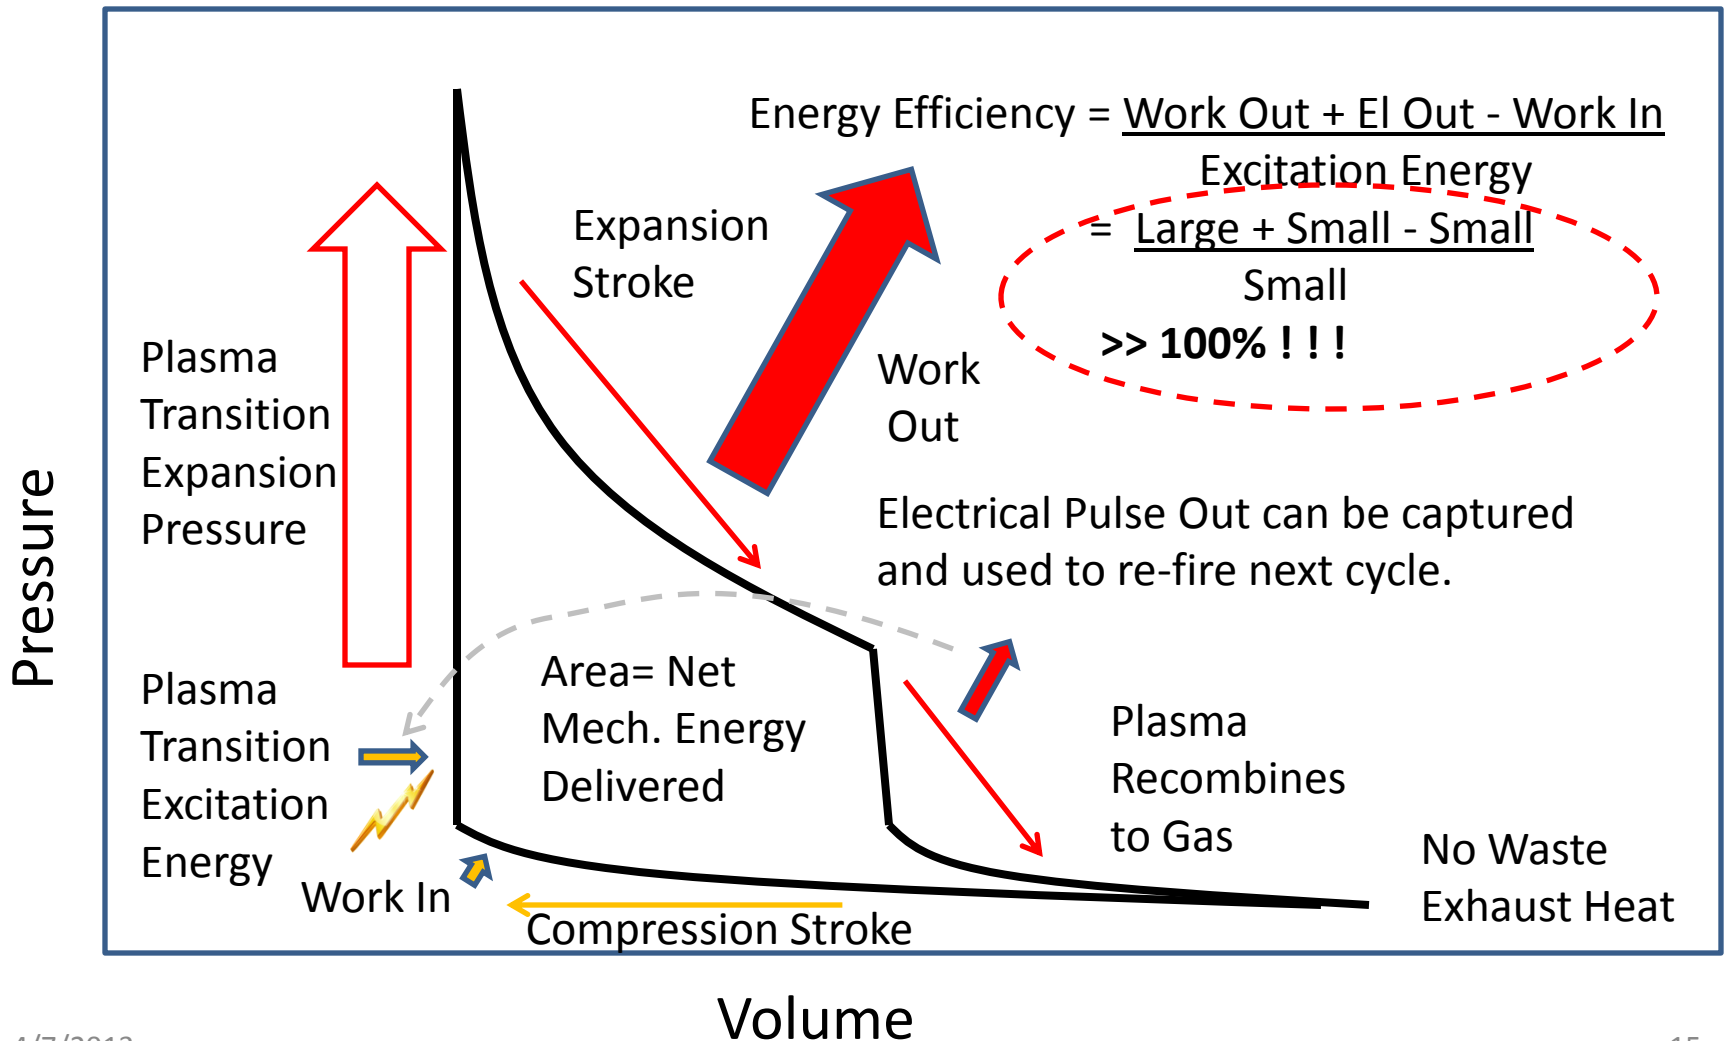 Energy Efficiency = Work Out + El Out - Work In
Excitation Energy
= Large + Small - Small
Small
>> 100% ! ! !
Expansion
Stroke
Work
Out
Plasma
Transition
Expansion
Pressure
Pressure
Electrical Pulse Out can be captured
and used to re-fire next cycle.
Plasma
Transition
Excitation
Energy
Area= Net
Mech. Energy
Delivered
Plasma
Recombines
to Gas
No Waste
Exhaust Heat
Work In
Compression Stroke
Volume